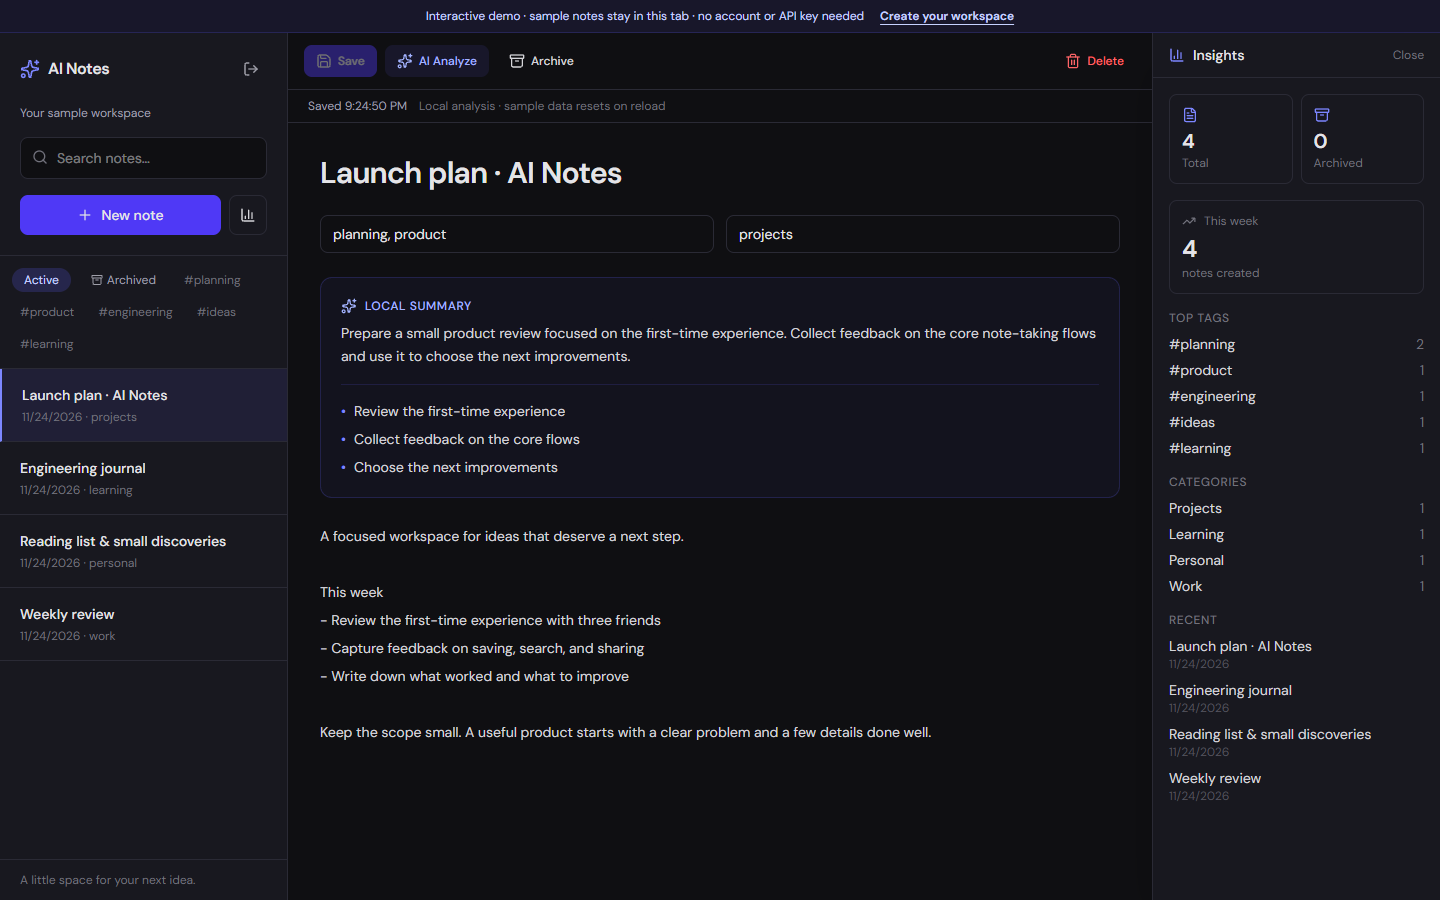 Interactive demo · sample notes stay in this tab · no account or API key needed Create your workspace
AI Notes
Your sample workspace
Search notes...
New note
Active
Archived
#planning
#product
#engineering
#ideas
#learning
Launch plan · AI Notes
11/24/2026 · projects
Engineering journal
11/24/2026 · learning
Reading list & small discoveries
11/24/2026 · personal
Weekly review
11/24/2026 · work
A little space for your next idea.
Save
AI Analyze
Archive
Delete
Saved 9:24:50 PM Local analysis · sample data resets on reload
Launch plan · AI Notes
planning, product
projects
LOCAL SUMMARY
Prepare a small product review focused on the first-time experience. Collect feedback on the core note-taking flows
and use it to choose the next improvements.
• Review the first-time experience
• Collect feedback on the core flows
• Choose the next improvements
A focused workspace for ideas that deserve a next step.
This week
- Review the first-time experience with three friends
- Capture feedback on saving, search, and sharing
- Write down what worked and what to improve
Keep the scope small. A useful product starts with a clear problem and a few details done well.
Insights
Close
4
Total
0
Archived
This week
4
notes created
TOP TAGS
#planning 2
#product 1
#engineering 1
#ideas 1
#learning 1
CATEGORIES
Projects 1
Learning 1
Personal 1
Work 1
RECENT
Launch plan · AI Notes
11/24/2026
Engineering journal
11/24/2026
Reading list & small discoveries
11/24/2026
Weekly review
11/24/2026